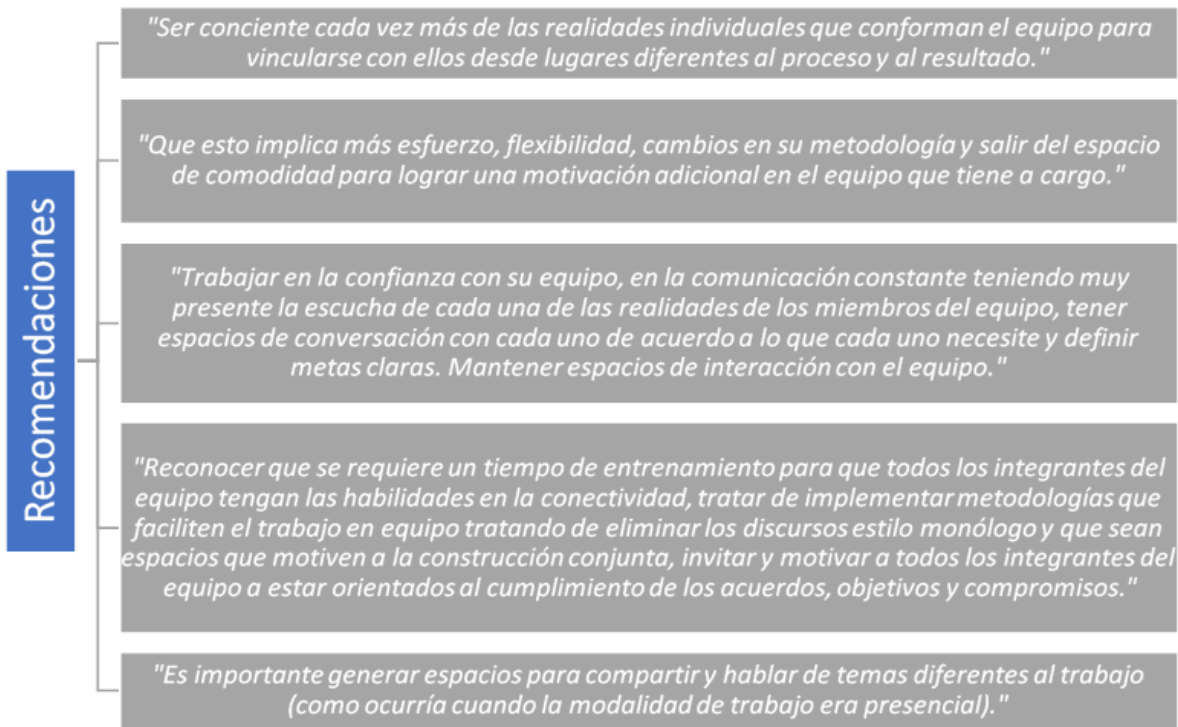 Recomendaciones
"Ser conciente cada vez más de las realidades individuales que conforman el equipo para
vincularse con ellos desde lugares diferentes al proceso y al resultado."
"Que esto implica más esfuerzo, flexibilidad, cambios en su metodología y salir del espacio
de comodidad para lograr una motivación adicional en el equipo que tiene a cargo."
"Trabajar en la confianza con su equipo, en la comunicación constante teniendo muy
presente la escucha de cada una de las realidades de los miembros del equipo, tener
espacios de conversación con cada uno de acuerdo a lo que cada uno necesite y definir
metas claras. Mantener espacios de interacción con el equipo."
"Reconocer que se requiere un tiempo de entrenamiento para que todos los integrantes del
equipo tengan las habilidades en la conectividad, tratar de implementar metodologías que
faciliten el trabajo en equipo tratando de eliminar los discursos estilo monólogo y que sean
espacios que motiven a la construcción conjunta, invitar y motivar a todos los integrantes del
equipo a estar orientados al cumplimiento de los acuerdos, objetivos y compromisos."
"Es importante generar espacios para compartir y hablar de temas diferentes al trabajo
(como ocurría cuando la modalidad de trabajo era presencial)."